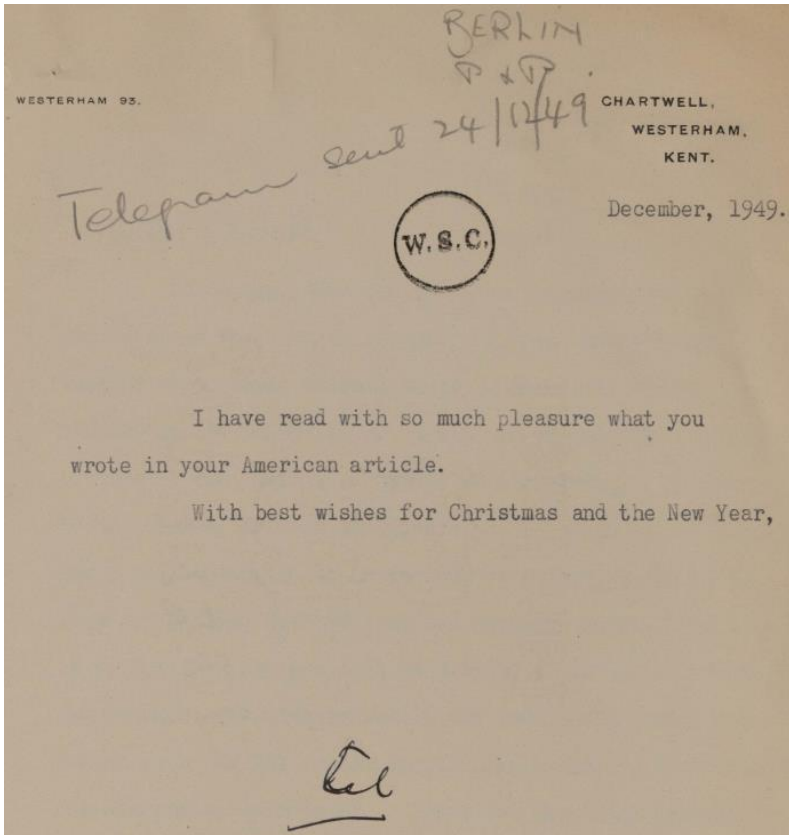 BERLIN
P & P
WESTERHAM 93.
CHARTWELL,
WESTERHAM,
KENT.
Telegram sent 24/12/49
December, 1949.
W.S.C.
I have read with so much pleasure what you
wrote in your American article.
With best wishes for Christmas and the New Year,
Tel